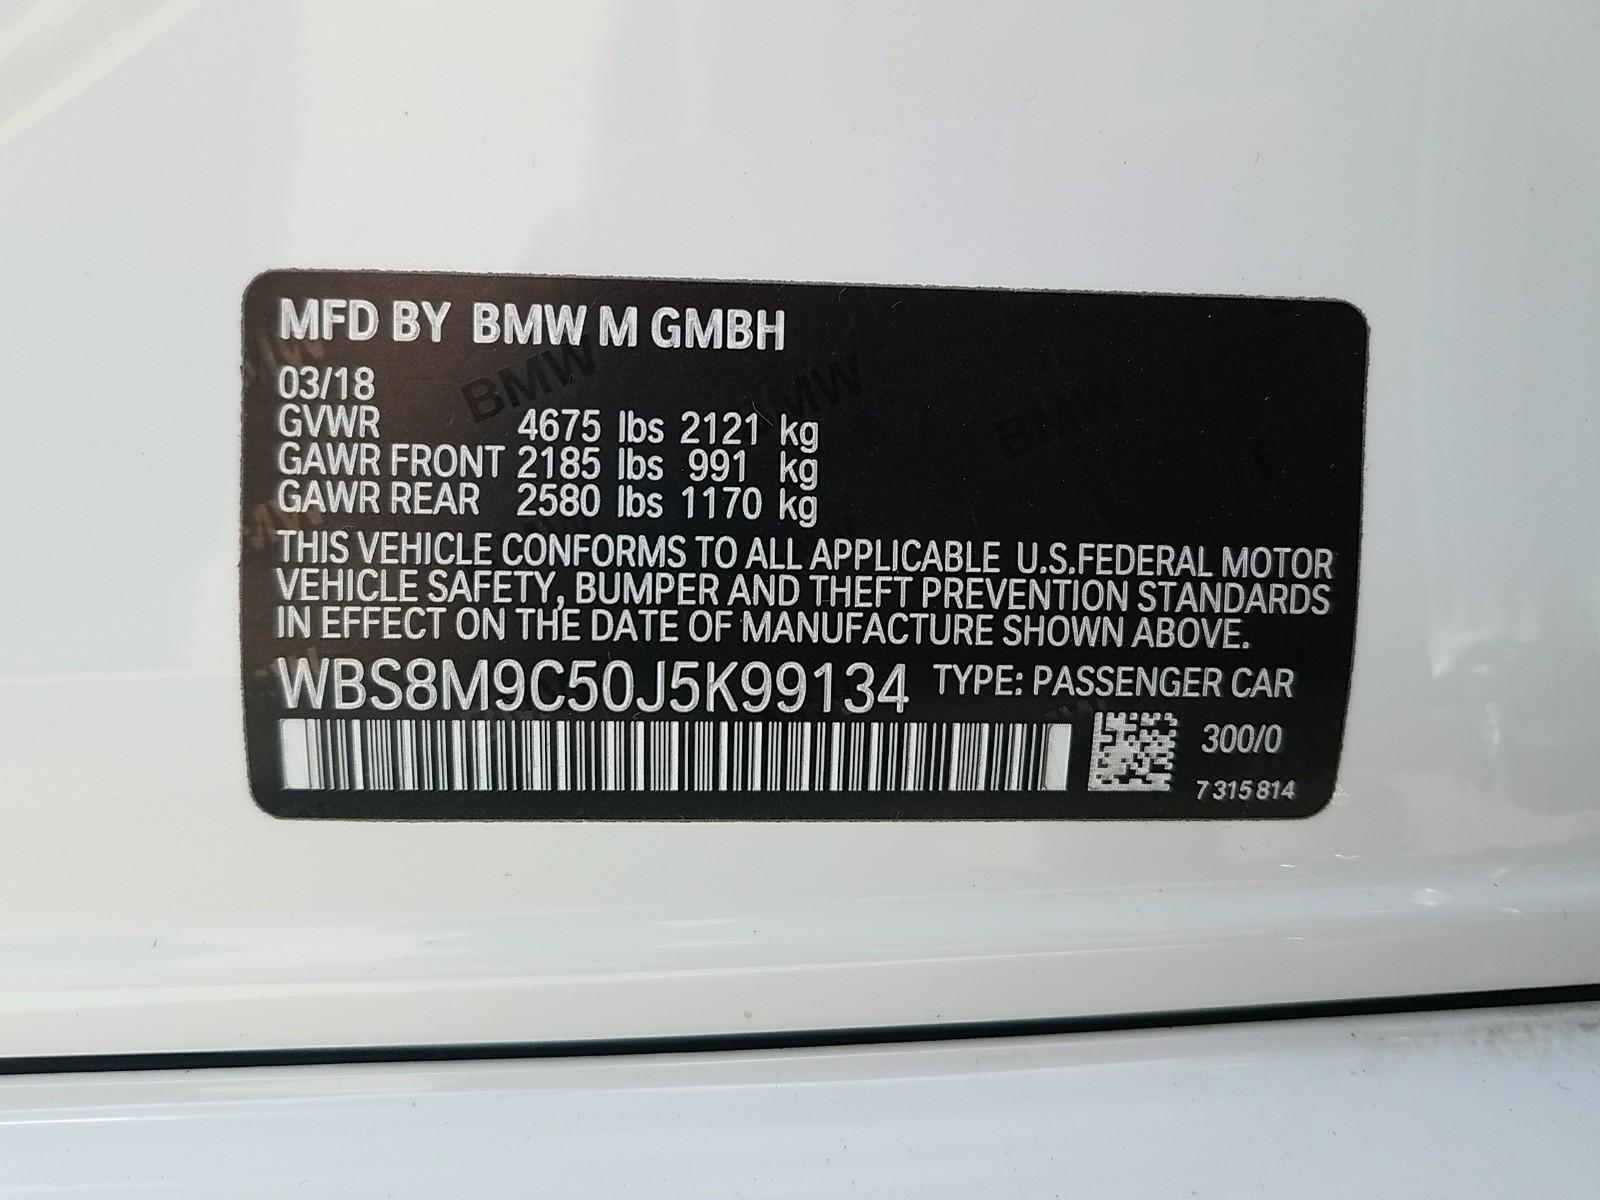 MFD BY BMW M GMBH
03/18
GVWR 4675 lbs 2121 kg
GAWR FRONT 2185 lbs 991 kg
GAWR REAR 2580 lbs 1170 kg
THIS VEHICLE CONFORMS TO ALL APPLICABLE U.S.FEDERAL MOTOR
VEHICLE SAFETY, BUMPER AND THEFT PREVENTION STANDARDS
IN EFFECT ON THE DATE OF MANUFACTURE SHOWN ABOVE.
WBS8M9C50J5K99134 TYPE: PASSENGER CAR
300/0
7 315 814